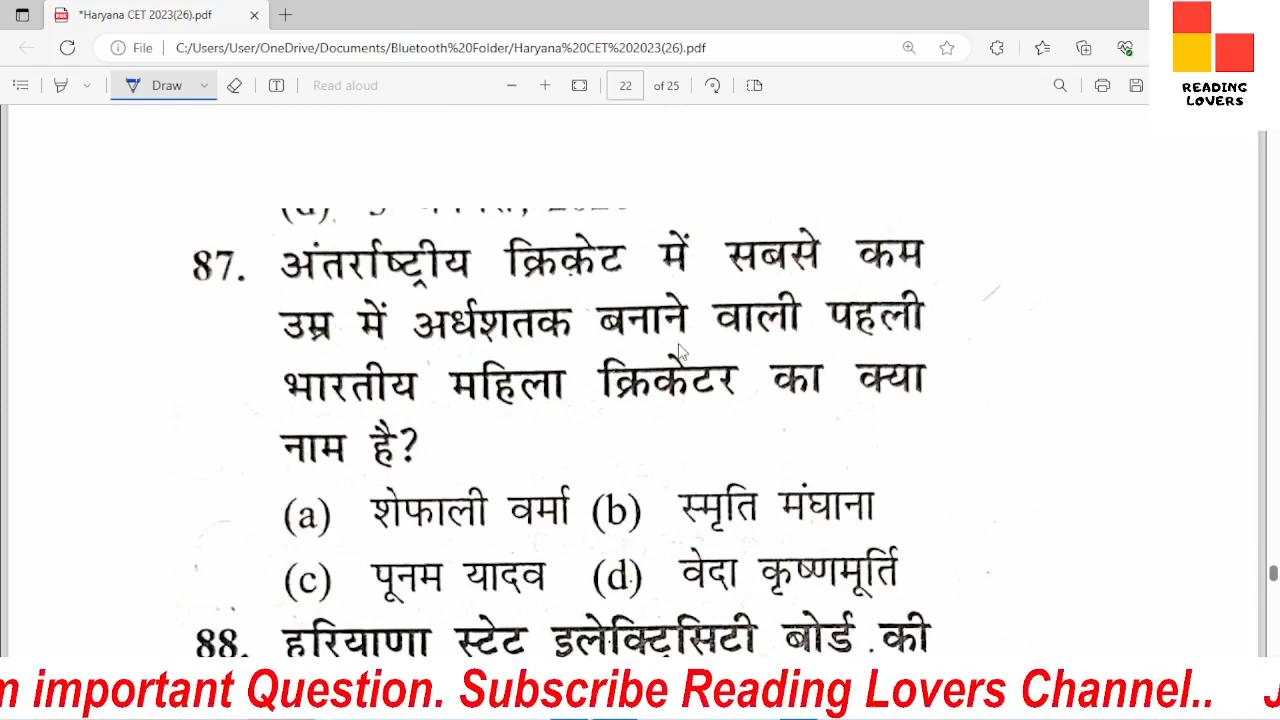 *Haryana CET 2023(26).pdf
File C:/Users/User/OneDrive/Documents/Bluetooth%20Folder/Haryana%20CET%202023(26).pdf
Draw Read aloud 22 of 25
READING
LOVERS
87. अंतर्राष्ट्रीय क्रिकेट में सबसे कम
उम्र में अर्धशतक बनाने वाली पहली
भारतीय महिला क्रिकेटर का क्या
नाम है?
(a) शेफाली वर्मा (b) स्मृति मंघाना
(c) पूनम यादव (d) वेदा कृष्णमूर्ति
88. हरियाणा स्टेट इलेक्ट्रिसिटी बोर्ड की
important Question. Subscribe Reading Lovers Channel..